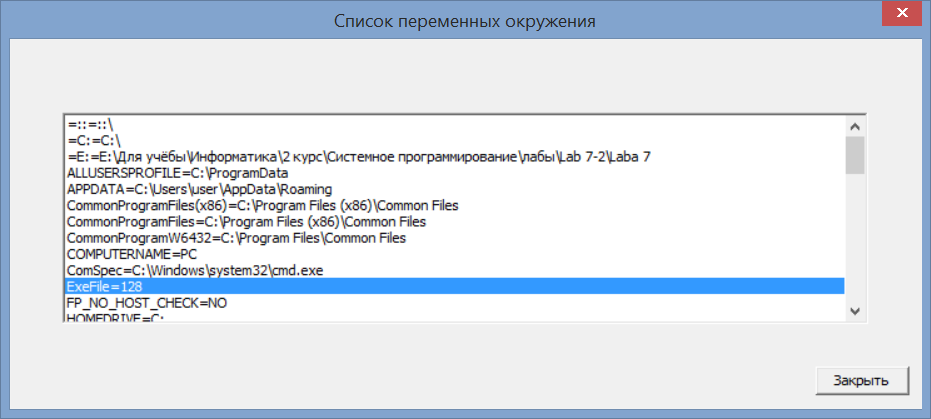 Список переменных окружения
=::=::\
=C:=C:\
=E:=E:\Для учёбы\Информатика\2 курс\Системное программирование\лабы\Lab 7-2\Laba 7
ALLUSERSPROFILE=C:\ProgramData
APPDATA=C:\Users\user\AppData\Roaming
CommonProgramFiles(x86)=C:\Program Files (x86)\Common Files
CommonProgramFiles=C:\Program Files (x86)\Common Files
CommonProgramW6432=C:\Program Files\Common Files
COMPUTERNAME=PC
ComSpec=C:\Windows\system32\cmd.exe
ExeFile=128
FP_NO_HOST_CHECK=NO
HOMEDRIVE=C:
Закрыть